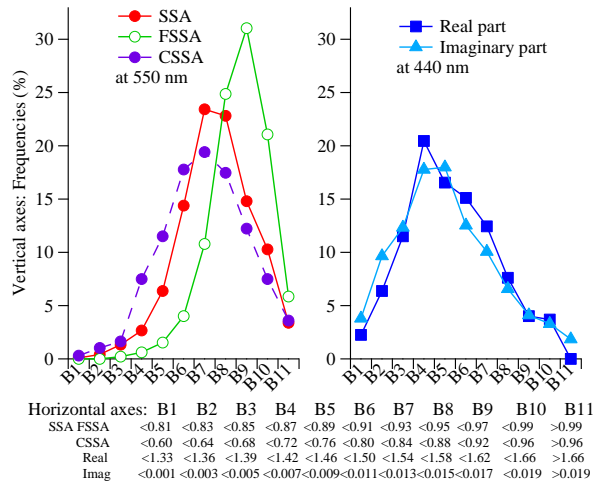 SSA
FSSA
CSSA
at 550 nm
Real part
Imaginary part
at 440 nm
Vertical axes: Frequencies (%)
30
25
20
15
10
5
0
B1 B2 B3 B4 B5 B6 B7 B8 B9 B10 B11
B1 B2 B3 B4 B5 B6 B7 B8 B9 B10 B11
Horizontal axes: B1 B2 B3 B4 B5 B6 B7 B8 B9 B10 B11
SSA FSSA <0.81 <0.83 <0.85 <0.87 <0.89 <0.91 <0.93 <0.95 <0.97 <0.99 >0.99
CSSA <0.60 <0.64 <0.68 <0.72 <0.76 <0.80 <0.84 <0.88 <0.92 <0.96 >0.96
Real <1.33 <1.36 <1.39 <1.42 <1.46 <1.50 <1.54 <1.58 <1.62 <1.66 >1.66
Imag <0.001 <0.003 <0.005 <0.007 <0.009 <0.011 <0.013 <0.015 <0.017 <0.019 >0.019